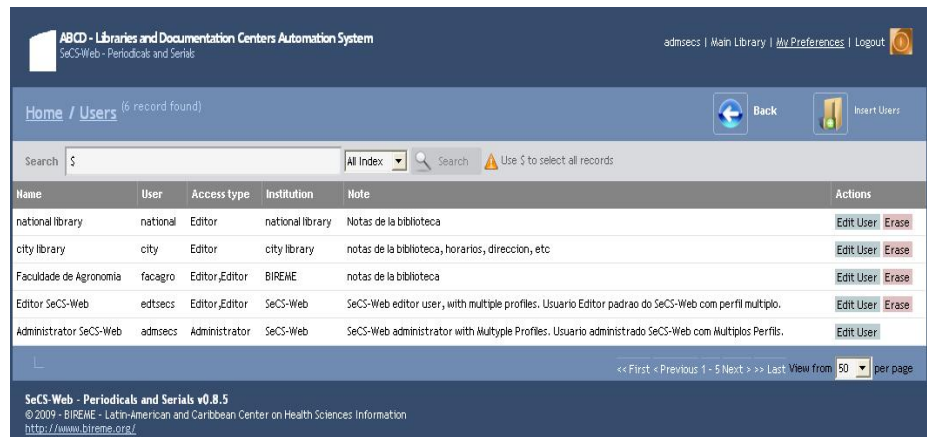 ABCD - Libraries and Documentation Centers Automation System
SeCS-Web - Periodicals and Serials
admsecs | Main Library | My Preferences | Logout
Home / Users (6 record found)
Back
Insert Users
Search $ All Index Search Use $ to select all records
Name User Access type Institution Note Actions
national library national Editor national library Notas de la biblioteca Edit User Erase
city library city Editor city library notas de la biblioteca, horarios, direccion, etc Edit User Erase
Faculdade de Agronomia facagro Editor,Editor BIREME notas de la biblioteca Edit User Erase
Editor SeCS-Web edtsecs Editor,Editor SeCS-Web SeCS-Web editor user, with multiple profiles. Usuario Editor padrao do SeCS-Web com perfil multiplo. Edit User Erase
Administrator SeCS-Web admsecs Administrator SeCS-Web SeCS-Web administrator with Multyple Profiles. Usuario administrado SeCS-Web com Multiplos Perfils. Edit User
<< First < Previous 1 - 5 Next > >> Last View from 50 per page
SeCS-Web - Periodicals and Serials v0.8.5
© 2009 - BIREME - Latin-American and Caribbean Center on Health Sciences Information
http://www.bireme.org/